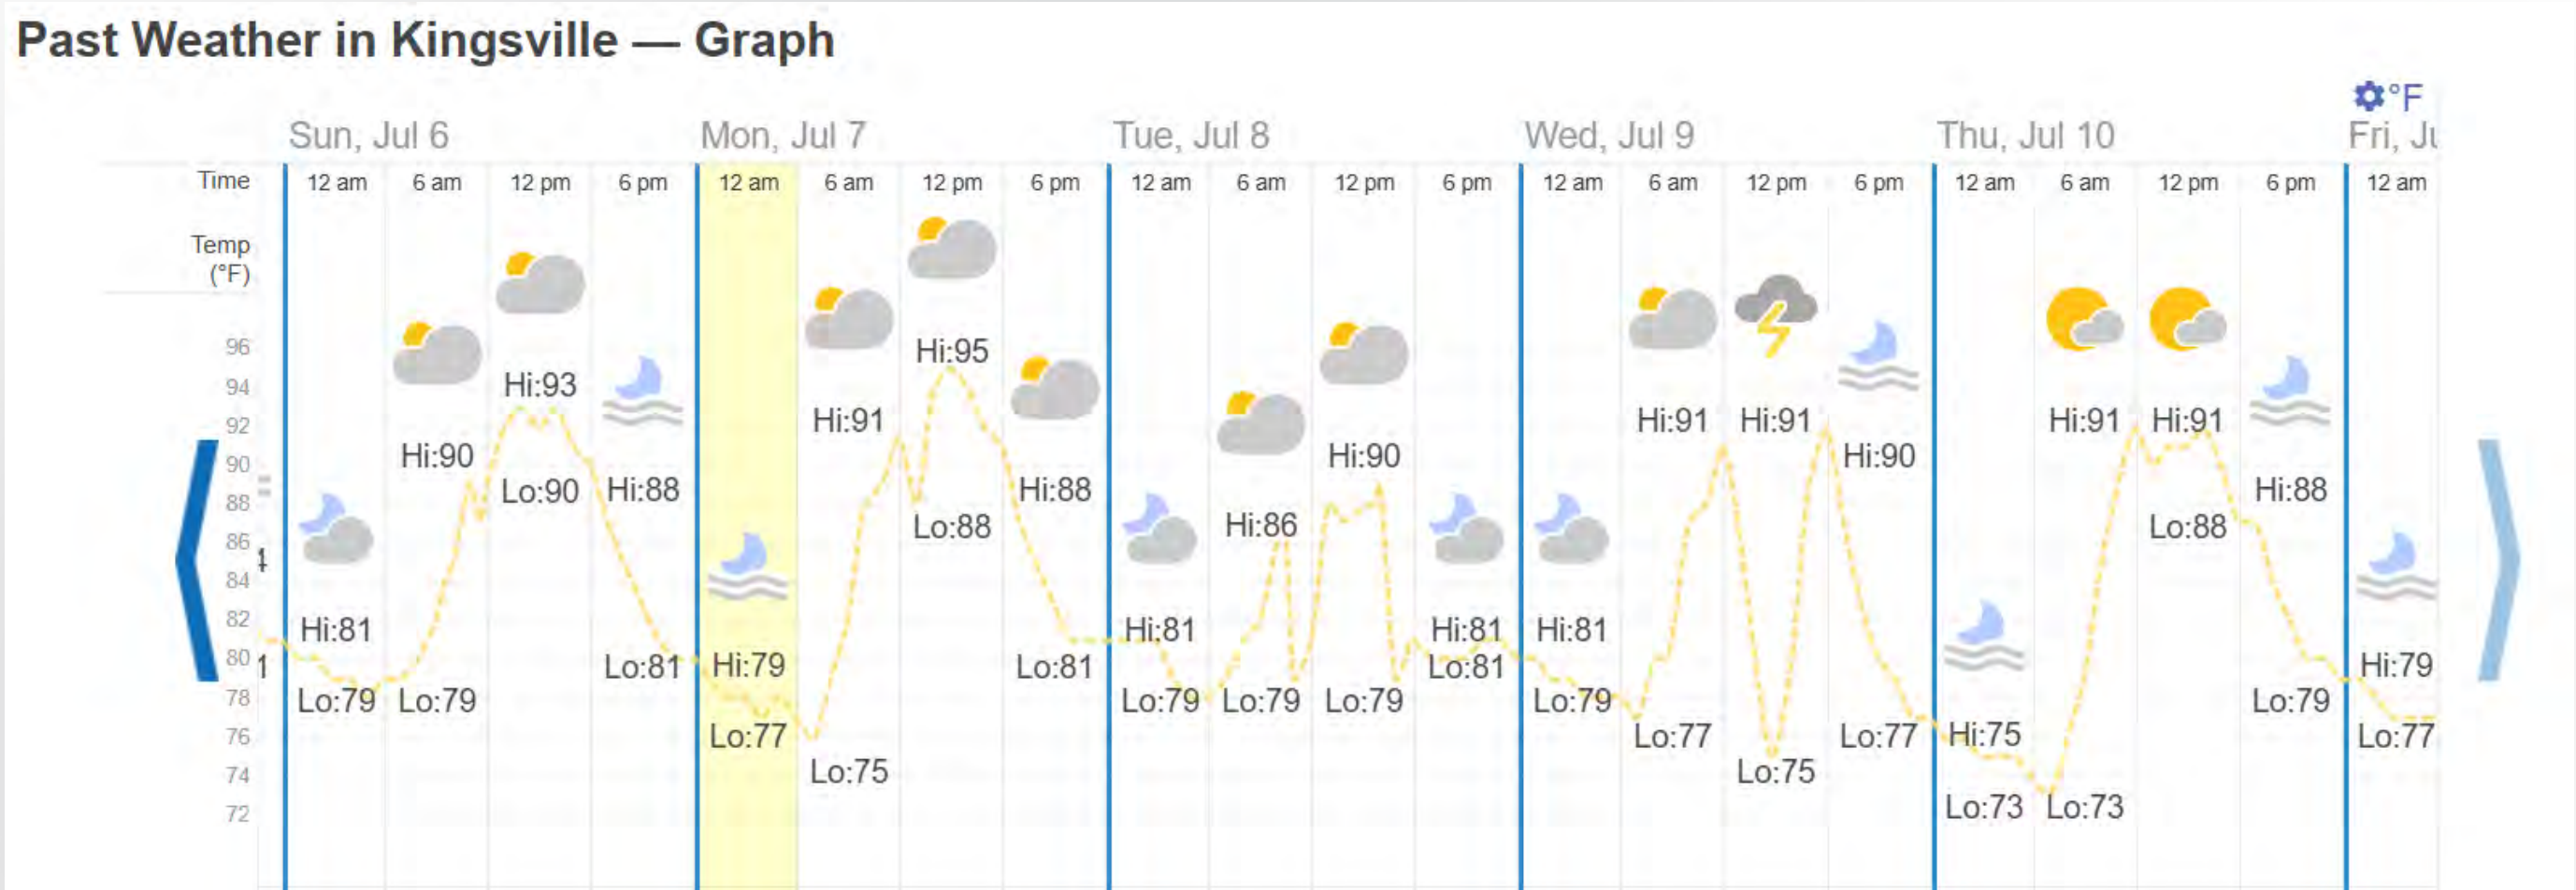 Past Weather in Kingsville — Graph
°F
Sun, Jul 6 Mon, Jul 7 Tue, Jul 8 Wed, Jul 9 Thu, Jul 10 Fri,
Time 12 am 6 am 12 pm 6 pm 12 am 6 am 12 pm 6 pm 12 am 6 am 12 pm 6 pm 12 am 6 am 12 pm 6 pm 12 am 6 am 12 pm 6 pm 12 am
Temp
(°F)
96 Hi:95
94 Hi:93
92 Hi:91 Hi:91 Hi:91 Hi:91 Hi:91
90 Hi:90 Hi:90 Hi:90
88 Lo:90 Hi:88 Hi:88 Hi:88
Lo:88 Hi:86 Lo:88
86
84
82 Hi:81 Hi:81 Hi:81 Hi:81
80 Lo:81 Hi:79 Lo:81 Lo:81 Hi:79
78 Lo:79 Lo:79 Lo:79 Lo:79 Lo:79 Lo:79 Lo:79
76 Lo:77 Lo:77 Lo:77 Hi:75 Lo:77
74 Lo:75 Lo:75
72 Lo:73 Lo:73